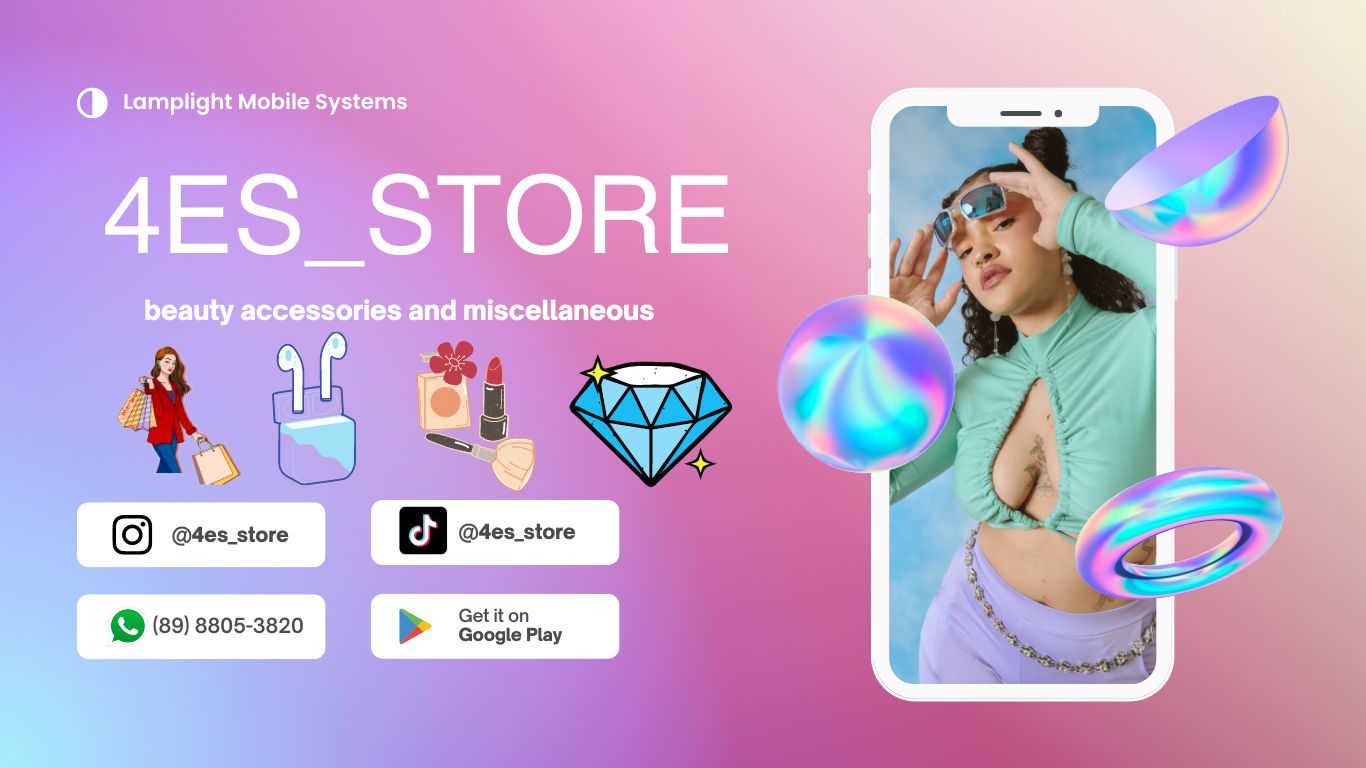 Lamplight Mobile Systems
4ES_STORE
beauty accessories and miscellaneous
@4es_store
@4es_store
(89) 8805-3820
Get it on
Google Play